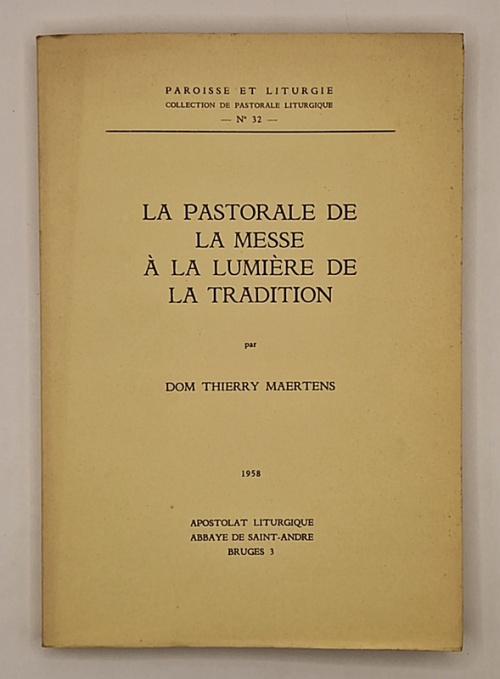 PAROISSE ET LITURGIE
COLLECTION DE PASTORALE LITURGIQUE
— N° 32 —
LA PASTORALE DE
LA MESSE
À LA LUMIÈRE DE
LA TRADITION
par
DOM THIERRY MAERTENS
1958
APOSTOLAT LITURGIQUE
ABBAYE DE SAINT-ANDRE
BRUGES 3